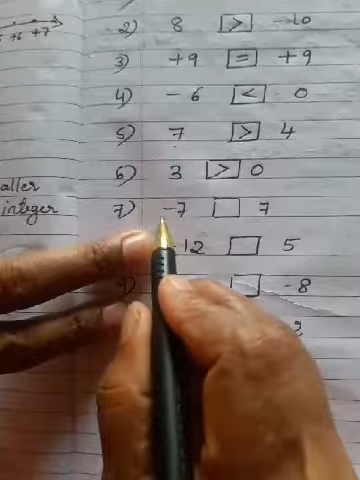 +6 +7
2) 8 > -10
3) +9 = +9
4) -6 < 0
5) 7 > 4
6) 3 > 0
aller
integer
7) -7 □ 7
-12 □ 5
□ -8
2